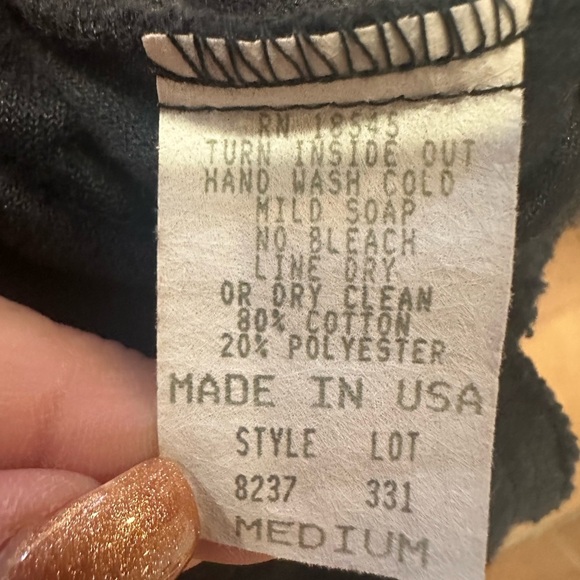 RN 18545
TURN INSIDE OUT
HAND WASH COLD
MILD SOAP
NO BLEACH
LINE DRY
OR DRY CLEAN
80% COTTON
20% POLYESTER
MADE IN USA
STYLE LOT
8237 331
MEDIUM